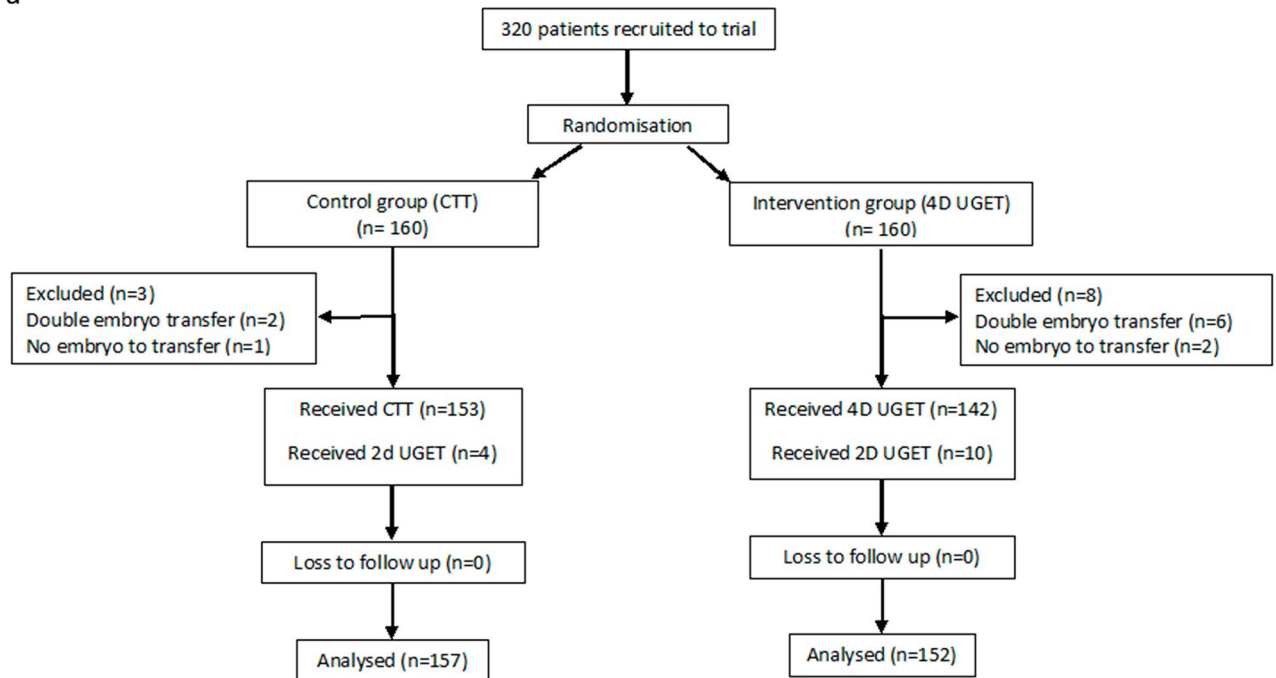 a
320 patients recruited to trial
Randomisation
Control group (CTT)
(n= 160)
Intervention group (4D UGET)
(n= 160)
Excluded (n=3)
Double embryo transfer (n=2)
No embryo to transfer (n=1)
Excluded (n=8)
Double embryo transfer (n=6)
No embryo to transfer (n=2)
Received CTT (n=153)
Received 2d UGET (n=4)
Received 4D UGET (n=142)
Received 2D UGET (n=10)
Loss to follow up (n=0)
Loss to follow up (n=0)
Analysed (n=157)
Analysed (n=152)